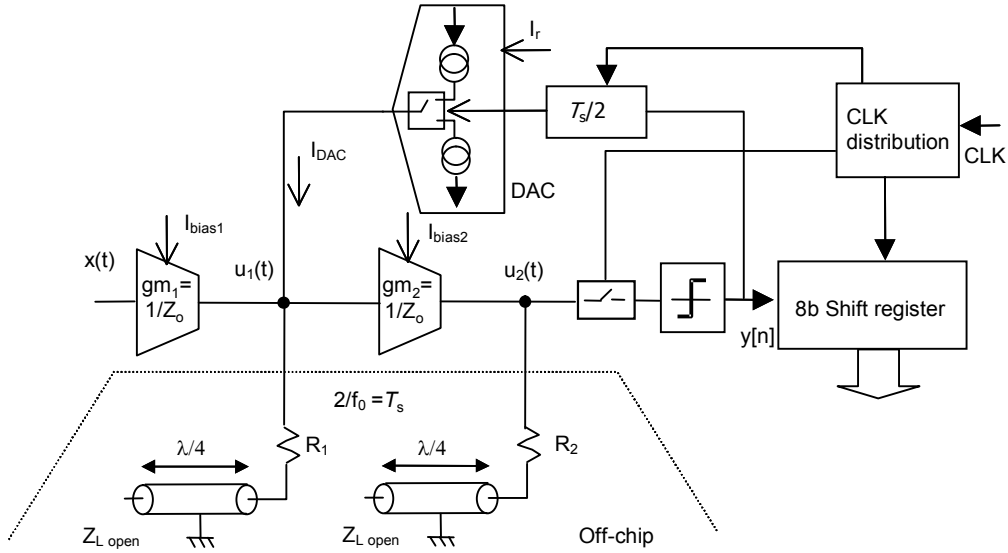 I_r
T_s/2
CLK
distribution
CLK
I_DAC
DAC
I_bias1
I_bias2
x(t)
gm_1=
1/Z_o
u_1(t)
gm_2=
1/Z_o
u_2(t)
y[n]
8b Shift register
2/f_0 =T_s
R_1
R_2
λ/4
λ/4
Z_L open
Z_L open
Off-chip